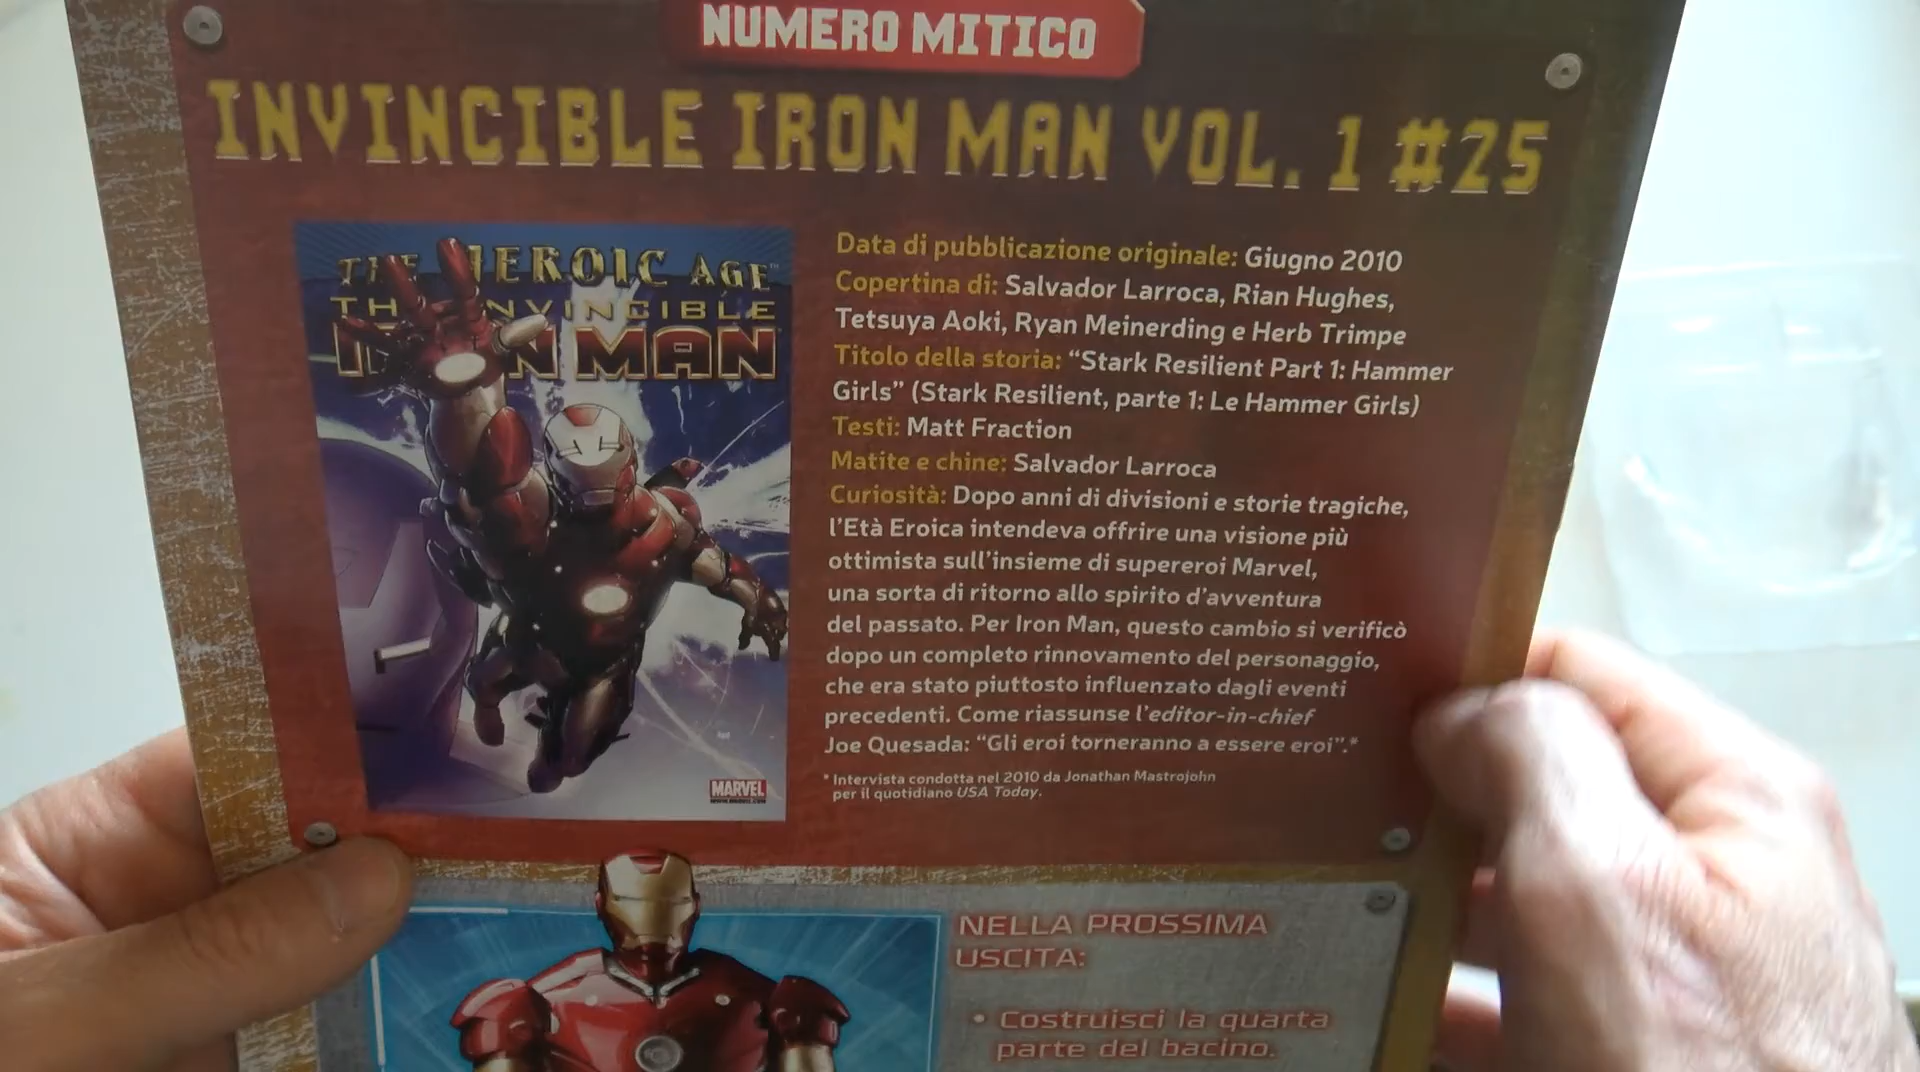 NUMERO MITICO
INVINCIBLE IRON MAN VOL. 1 #25
THE HEROIC AGE
THE INVINCIBLE
IRON MAN
MARVEL
Data di pubblicazione originale: Giugno 2010
Copertina di: Salvador Larroca, Rian Hughes,
Tetsuya Aoki, Ryan Meinerding e Herb Trimpe
Titolo della storia: “Stark Resilient Part 1: Hammer
Girls” (Stark Resilient, parte 1: Le Hammer Girls)
Testi: Matt Fraction
Matite e chine: Salvador Larroca
Curiosità: Dopo anni di divisioni e storie tragiche,
l'Età Eroica intendeva offrire una visione più
ottimista sull'insieme di supereroi Marvel,
una sorta di ritorno allo spirito d'avventura
del passato. Per Iron Man, questo cambio si verificò
dopo un completo rinnovamento del personaggio,
che era stato piuttosto influenzato dagli eventi
precedenti. Come riassunse l'editor-in-chief
Joe Quesada: “Gli eroi torneranno a essere eroi”.*
* Intervista condotta nel 2010 da Jonathan Mastrojohn
per il quotidiano USA Today.
NELLA PROSSIMA
USCITA:
• Costruisci la quarta
parte del bacino.